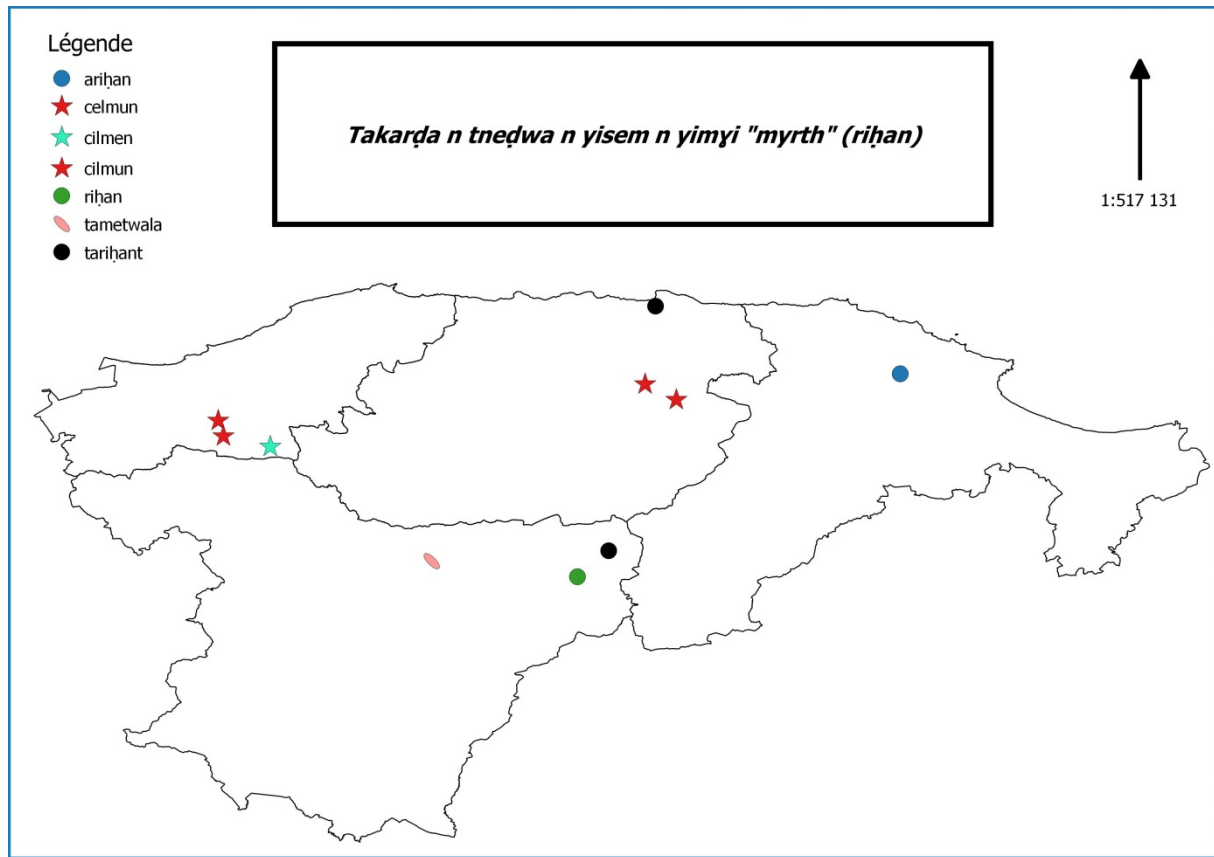 Légende
ariḥan
celmun
cilmen
cilmun
riḥan
tametwala
tariḥant
Takarḍa n tneḍwa n yisem n yimɣi "myrth" (riḥan)
1:517 131